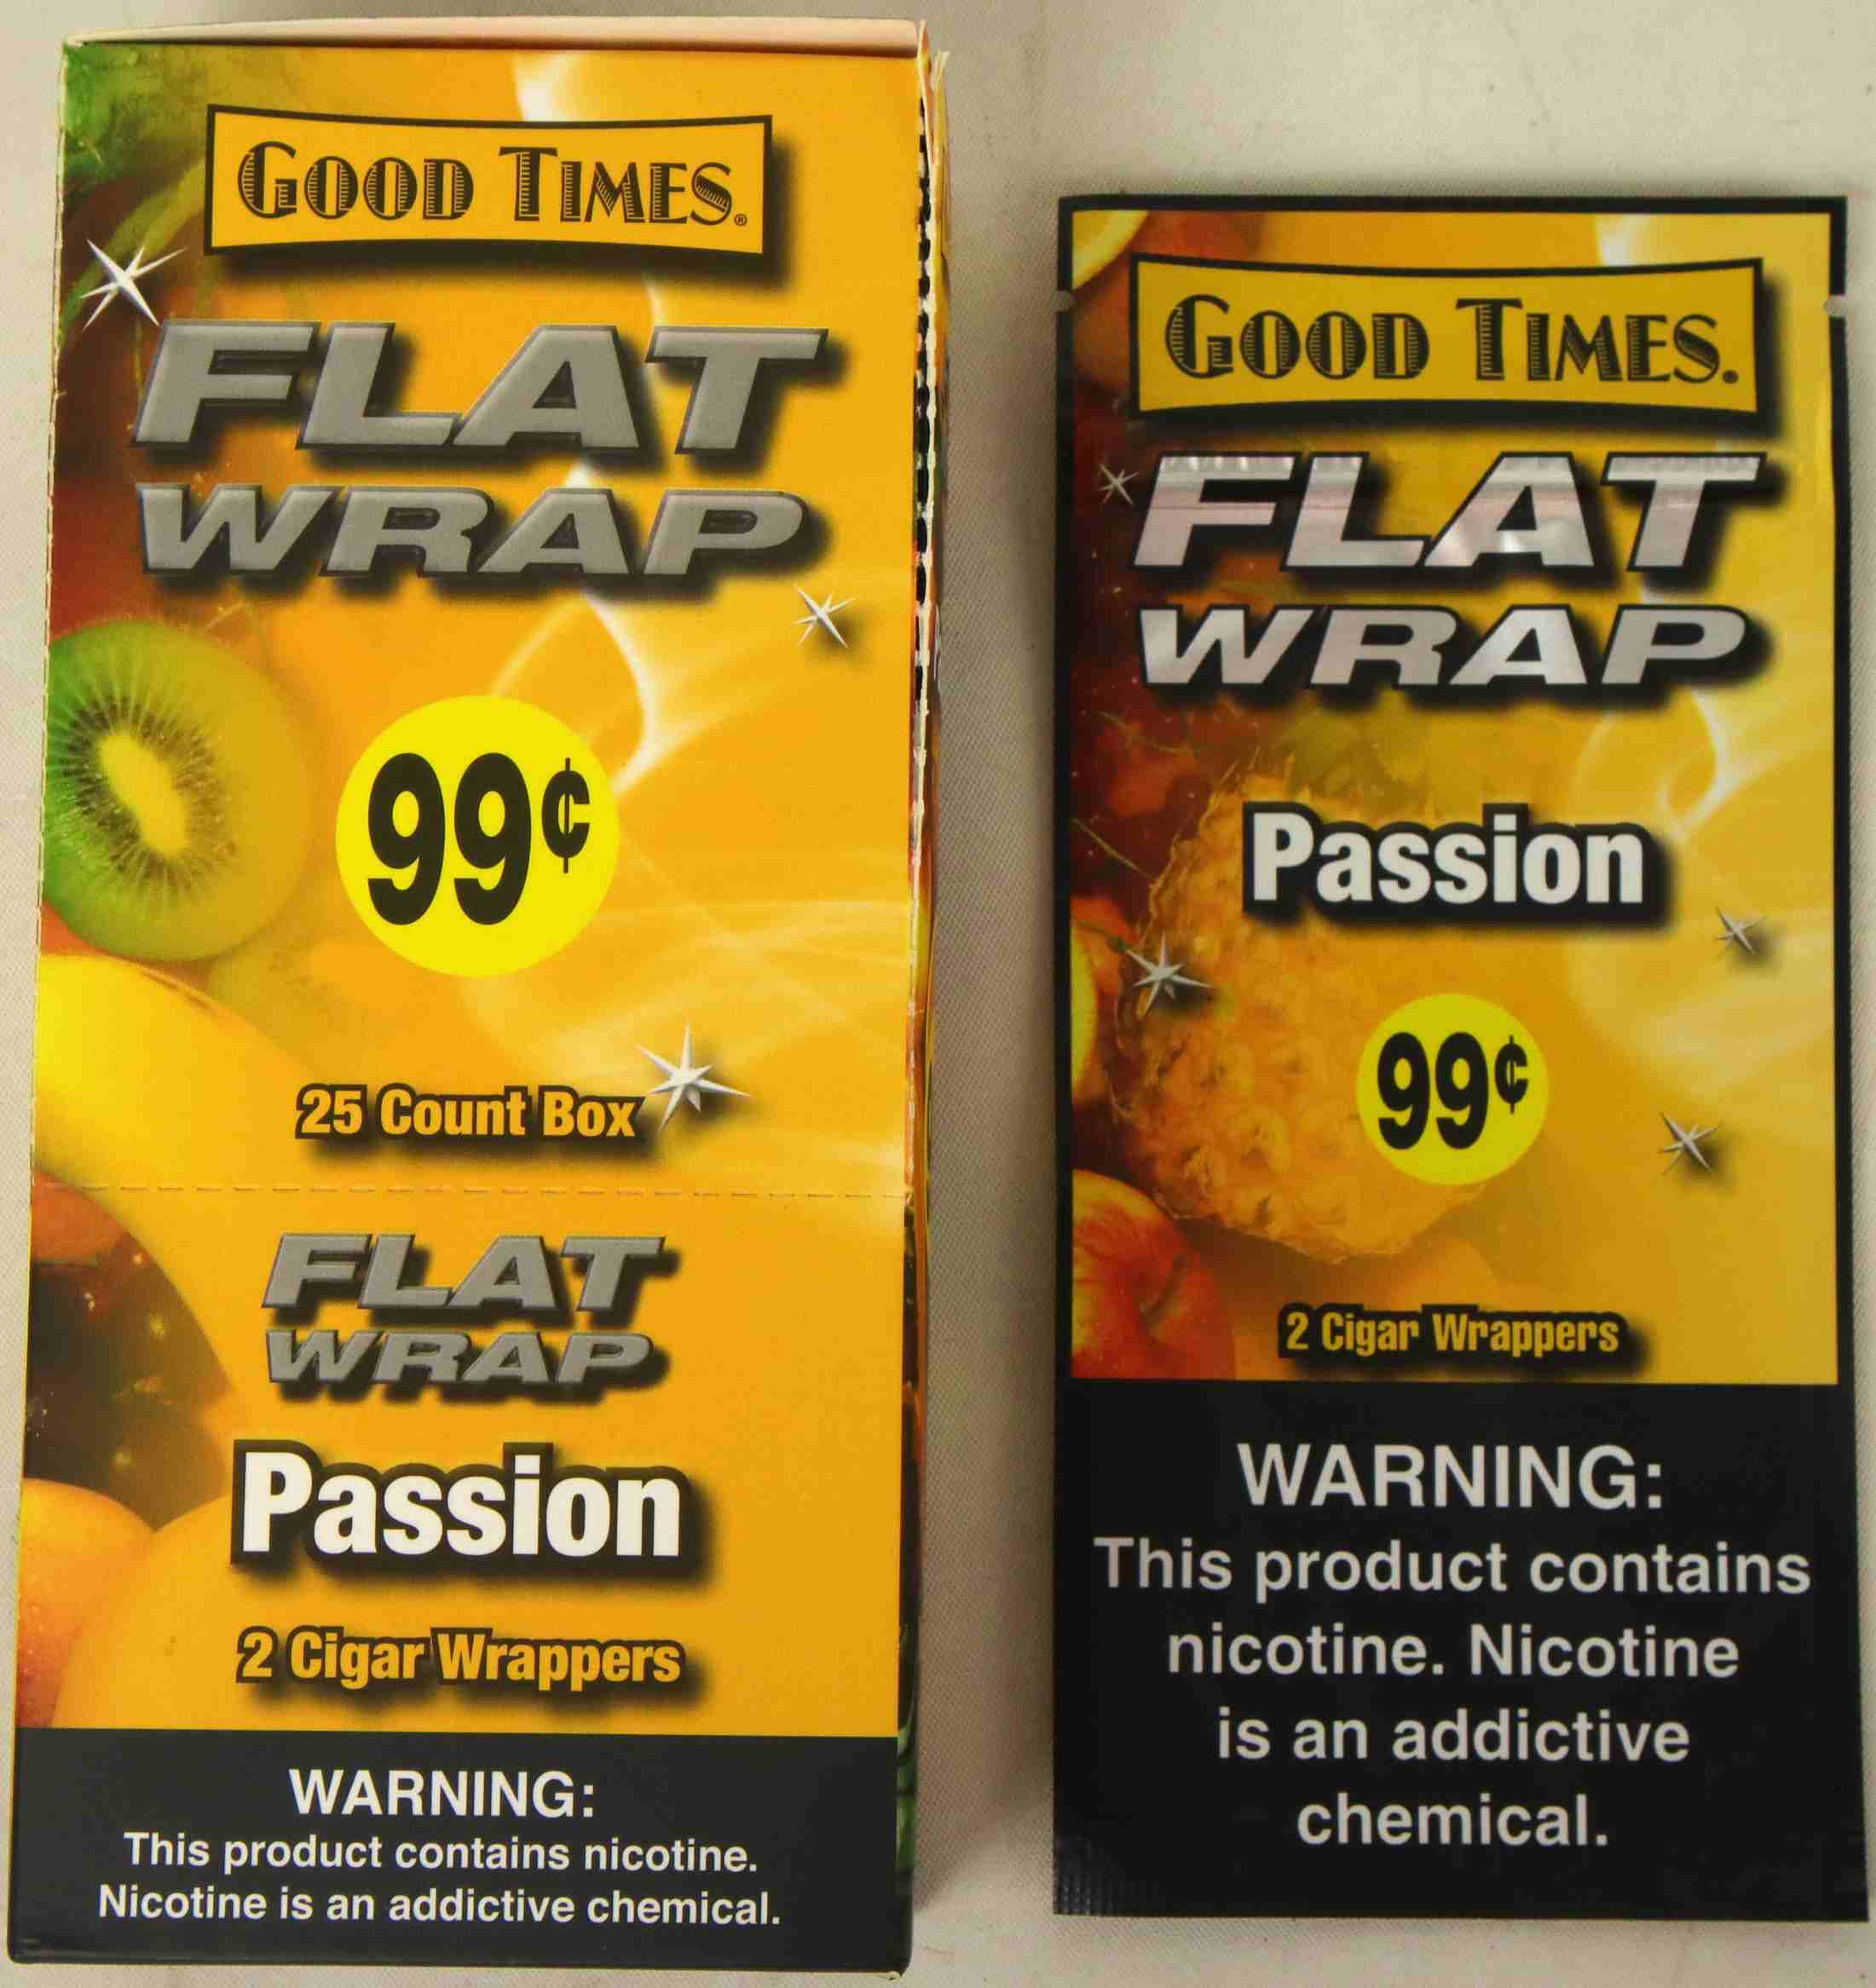 GOOD TIMES®
FLAT
WRAP
99¢
25 Count Box
FLAT
WRAP
Passion
2 Cigar Wrappers
WARNING:
This product contains nicotine.
Nicotine is an addictive chemical.
GOOD TIMES.
FLAT
WRAP
Passion
99¢
2 Cigar Wrappers
WARNING:
This product contains
nicotine. Nicotine
is an addictive
chemical.